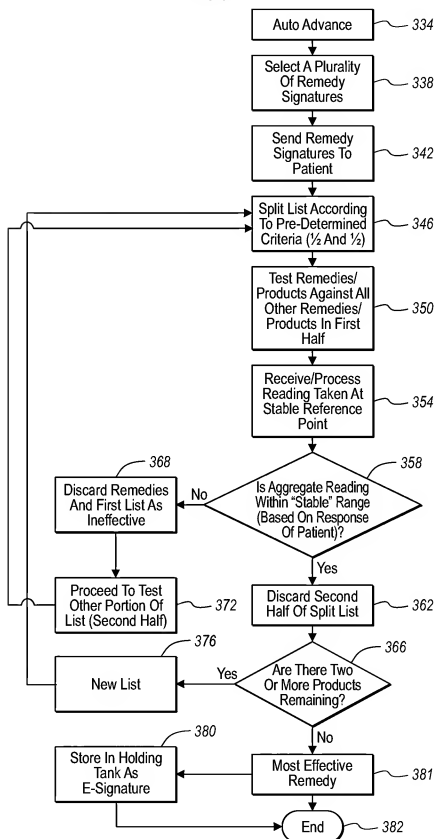 Auto Advance
334
Select A Plurality
Of Remedy
Signatures
338
Send Remedy
Signatures To
Patient
342
Split List According
To Pre-Determined
Criteria (½ And ½)
346
Test Remedies/
Products Against All
Other Remedies/
Products In First
Half
350
Receive/Process
Reading Taken At
Stable Reference
Point
354
358
Is Aggregate Reading
Within "Stable" Range
(Based On Response
Of Patient)?
No
Yes
368
Discard Remedies
And First List As
Ineffective
Proceed To Test
Other Portion Of
List (Second Half)
372
Discard Second
Half Of Split List
362
366
Are There Two
Or More Products
Remaining?
Yes
No
376
New List
380
Store In Holding
Tank As
E-Signature
Most Effective
Remedy
381
End
382